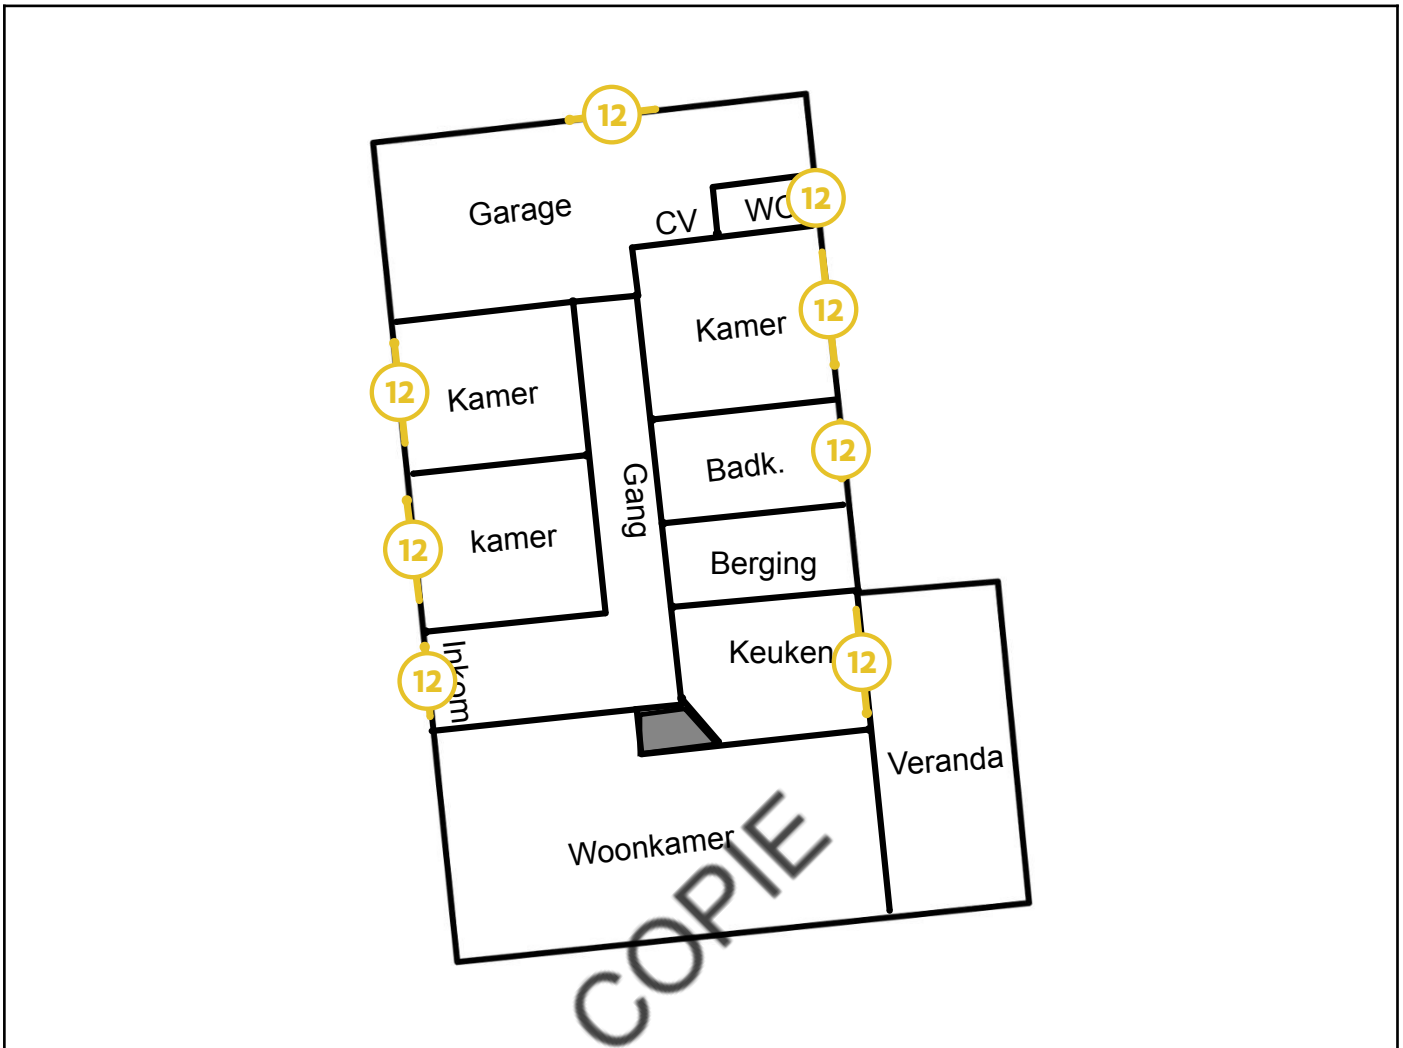 12
Garage
CV
WC
12
Kamer
12
12
Kamer
Badk.
12
Gang
12
kamer
Berging
Inkom
12
Keuken
12
Veranda
Woonkamer
COPIE